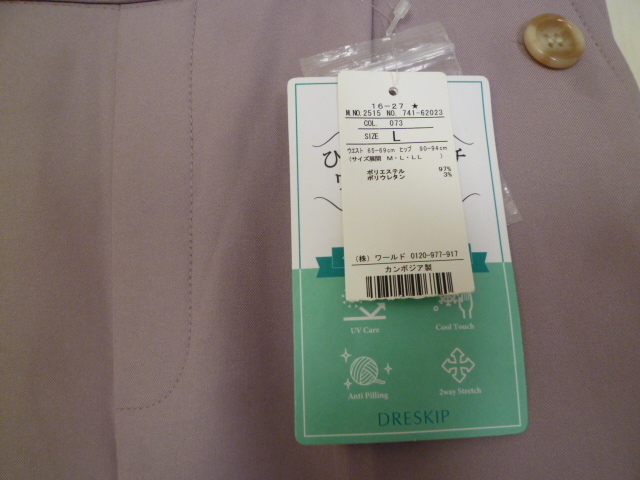 16-27 ★
M.NO.2515 NO. 741-62023
COL. 073
SIZE L
ウエスト 65-69cm ヒップ 90-94cm
(サイズ展開 M・L・LL )
ポリエステル 97%
ポリウレタン 3%
(株) ワールド 0120-977-917
カンボジア製
ひ チ
UV Care Cool Touch
Anti Pilling 2way Stretch
DRESKIP